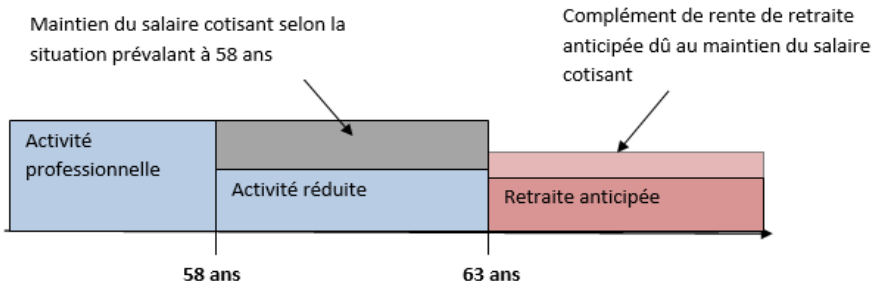 Maintien du salaire cotisant selon la
situation prévalant à 58 ans
Complément de rente de retraite
anticipée dû au maintien du salaire
cotisant
Activité
professionnelle
Activité réduite
Retraite anticipée
58 ans
63 ans